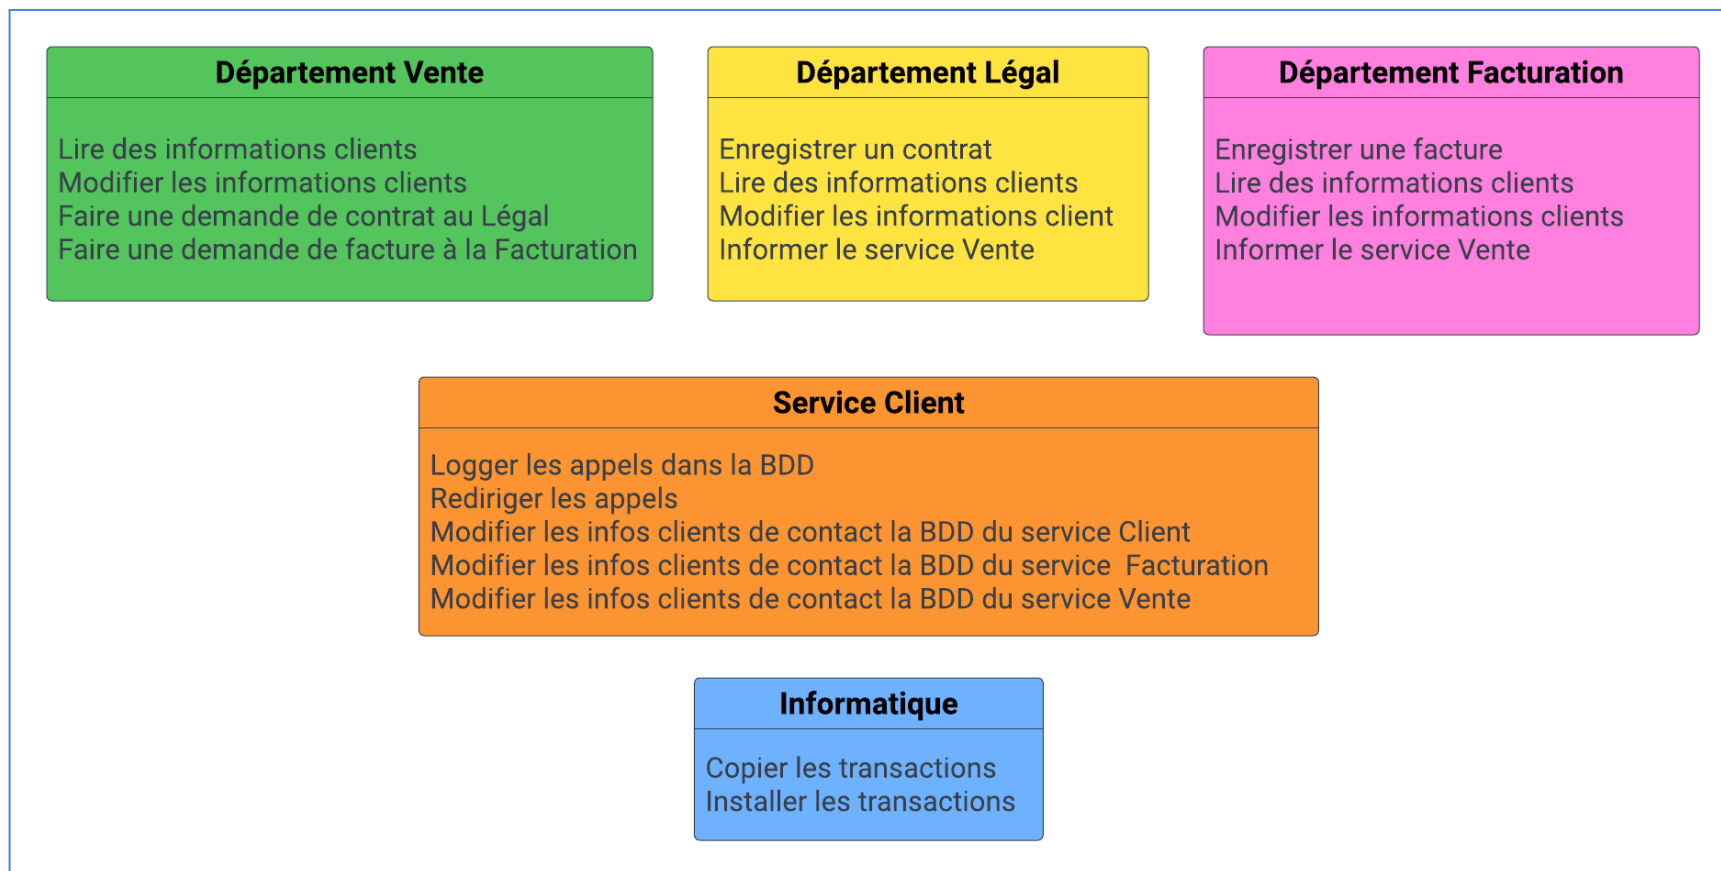 Département Vente
Lire des informations clients
Modifier les informations clients
Faire une demande de contrat au Légal
Faire une demande de facture à la Facturation
Département Légal
Enregistrer un contrat
Lire des informations clients
Modifier les informations client
Informer le service Vente
Département Facturation
Enregistrer une facture
Lire des informations clients
Modifier les informations clients
Informer le service Vente
Service Client
Logger les appels dans la BDD
Rediriger les appels
Modifier les infos clients de contact la BDD du service Client
Modifier les infos clients de contact la BDD du service  Facturation
Modifier les infos clients de contact la BDD du service Vente
Informatique
Copier les transactions
Installer les transactions